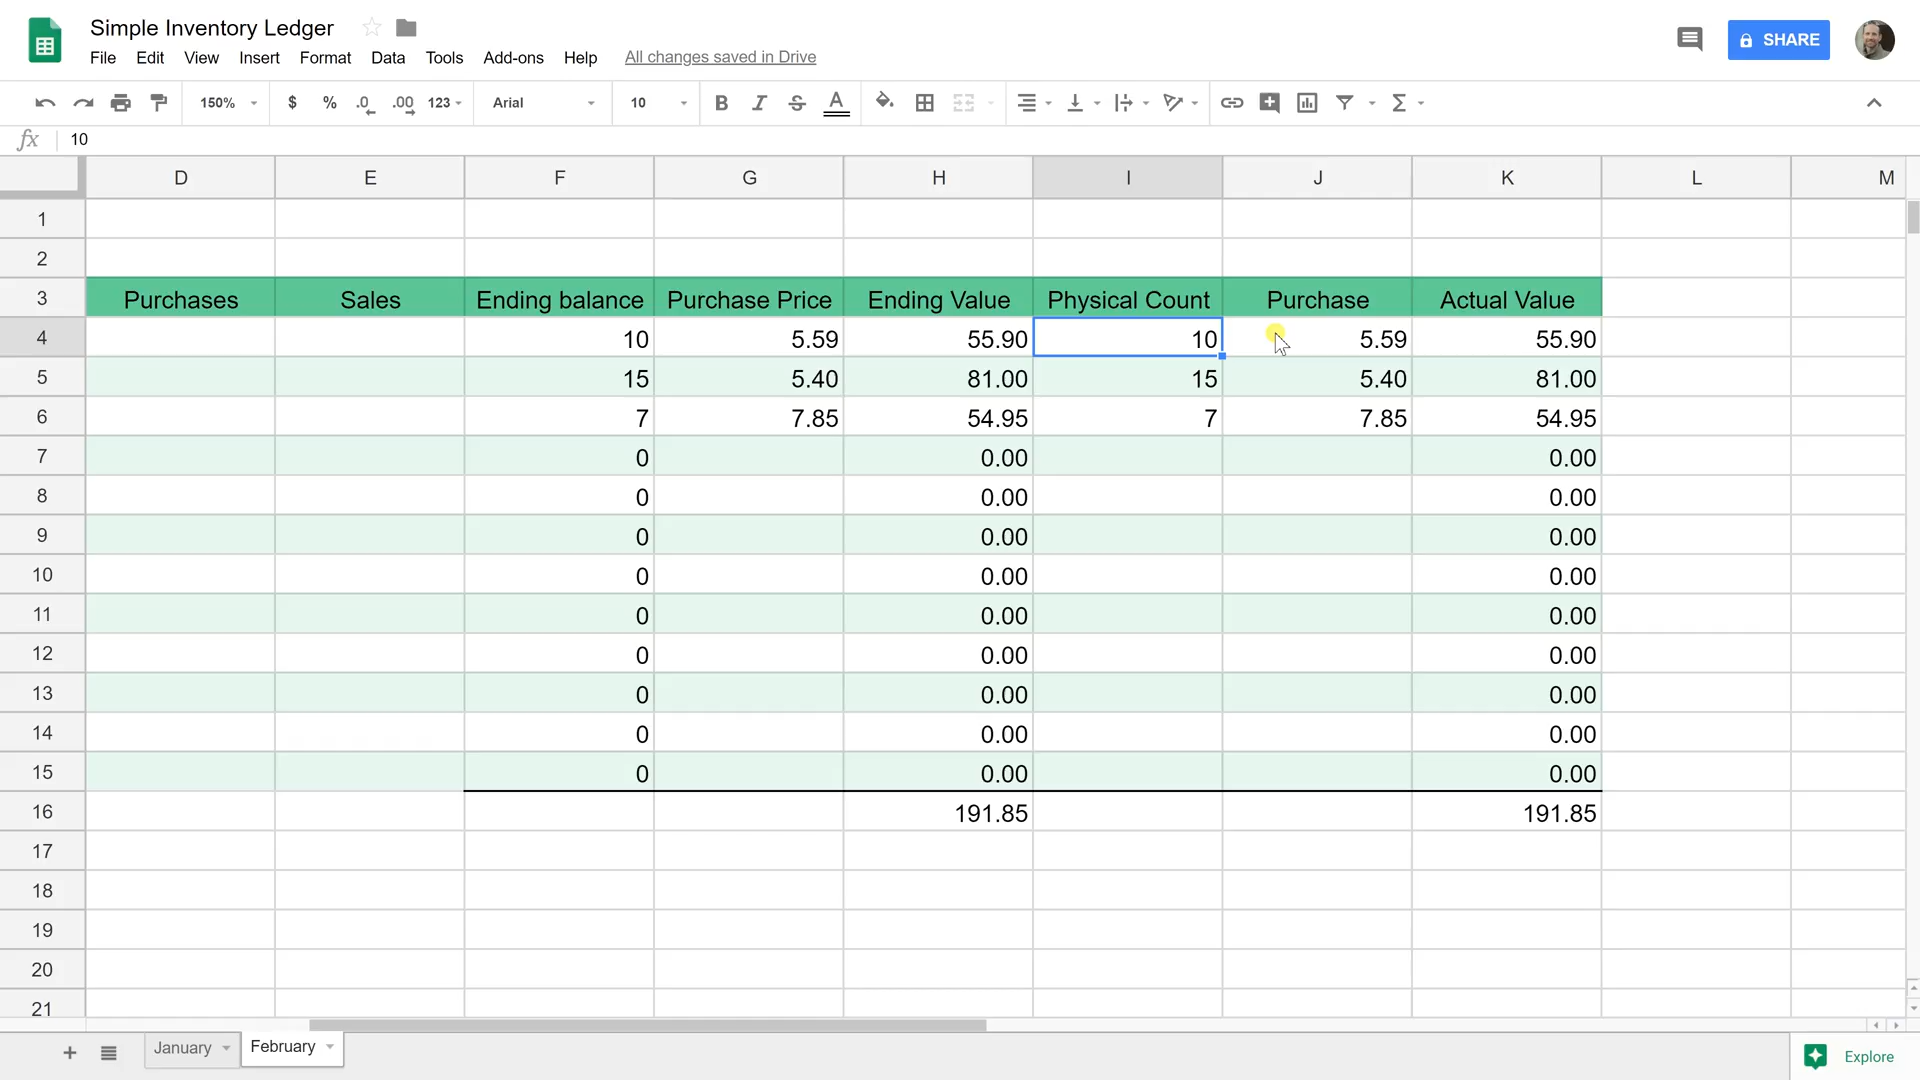 Simple Inventory Ledger
File Edit View Insert Format Data Tools Add-ons Help All changes saved in Drive
SHARE
150% $ % .0 .00 123 Arial 10 B I S A Σ
fx 10
D E F G H I J K L M
1
2
3 Purchases Sales Ending balance Purchase Price Ending Value Physical Count Purchase Actual Value
4 10 5.59 55.90 10 5.59 55.90
5 15 5.40 81.00 15 5.40 81.00
6 7 7.85 54.95 7 7.85 54.95
7 0 0.00 0.00
8 0 0.00 0.00
9 0 0.00 0.00
10 0 0.00 0.00
11 0 0.00 0.00
12 0 0.00 0.00
13 0 0.00 0.00
14 0 0.00 0.00
15 0 0.00 0.00
16 191.85 191.85
17
18
19
20
21
January February Explore